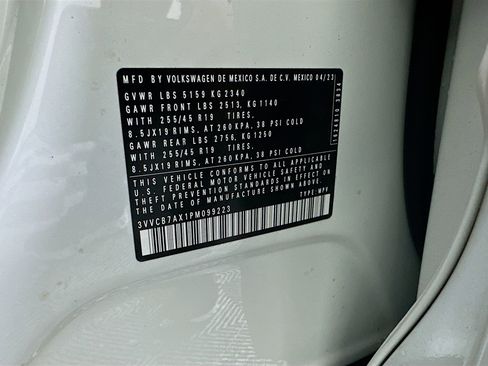 MFD BY VOLKSWAGEN DE MEXICO S.A. DE C.V. MEXICO 04/23
GVWR LBS 5159 KG 2340
GAWR FRONT LBS 2513, KG 1140
WITH 255/45 R19 TIRES,
8.5JX19 RIMS, AT 260 KPA, 38 PSI COLD
GAWR REAR LBS 2756, KG 1250
WITH 255/45 R19 TIRES,
8.5JX19 RIMS, AT 260 KPA, 38 PSI COLD
THIS VEHICLE CONFORMS TO ALL APPLICABLE
U.S. FEDERAL MOTOR VEHICLE SAFETY AND
THEFT PREVENTION STANDARDS IN EFFECT ON THE
DATE OF MANUFACTURE SHOWN ABOVE.
3VVCB7AX1PM099223
TYPE: MPV